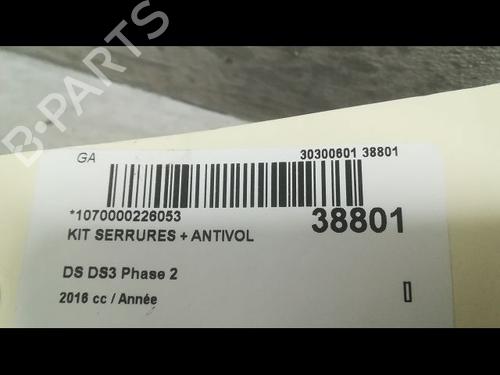 B-PARTS
GA
30300601 38801
*1070000226053
38801
KIT SERRURES + ANTIVOL
DS DS3 Phase 2
2016 cc / Année